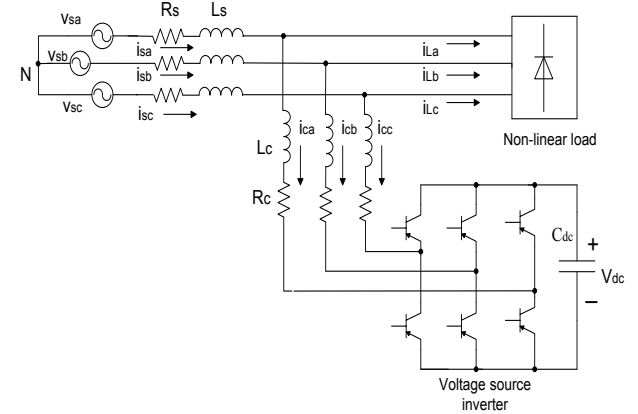 vsa
Rs
Ls
isa
iLa
vsb
N
isb
iLb
vsc
isc
iLc
Non-linear load
Lc
ica
icb
icc
Rc
Cdc
+
Vdc
−
Voltage source
inverter